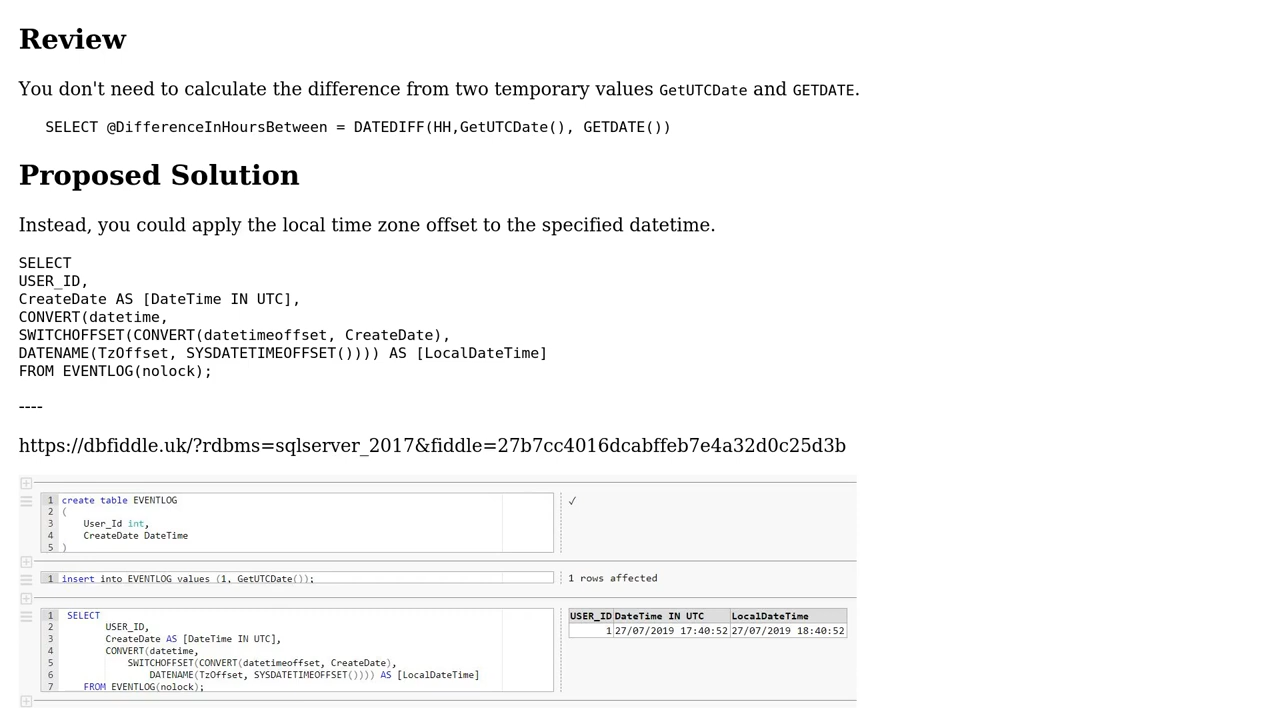 Review
You don't need to calculate the difference from two temporary values GetUTCDate and GETDATE.
SELECT @DifferenceInHoursBetween = DATEDIFF(HH,GetUTCDate(), GETDATE())
Proposed Solution
Instead, you could apply the local time zone offset to the specified datetime.
SELECT
USER_ID,
CreateDate AS [DateTime IN UTC],
CONVERT(datetime,
SWITCHOFFSET(CONVERT(datetimeoffset, CreateDate),
DATENAME(TzOffset, SYSDATETIMEOFFSET()))) AS [LocalDateTime]
FROM EVENTLOG(nolock);
----
https://dbfiddle.uk/?rdbms=sqlserver_2017&fiddle=27b7cc4016dcabffeb7e4a32d0c25d3b
1 create table EVENTLOG ✓
2 (
3 User_Id int,
4 CreateDate DateTime
5 )
1 insert into EVENTLOG values (1, GetUTCDate()); 1 rows affected
1 SELECT USER_ID DateTime IN UTC LocalDateTime
2 USER_ID, 1 27/07/2019 17:40:52 27/07/2019 18:40:52
3 CreateDate AS [DateTime IN UTC],
4 CONVERT(datetime,
5 SWITCHOFFSET(CONVERT(datetimeoffset, CreateDate),
6 DATENAME(TzOffset, SYSDATETIMEOFFSET()))) AS [LocalDateTime]
7 FROM EVENTLOG(nolock);